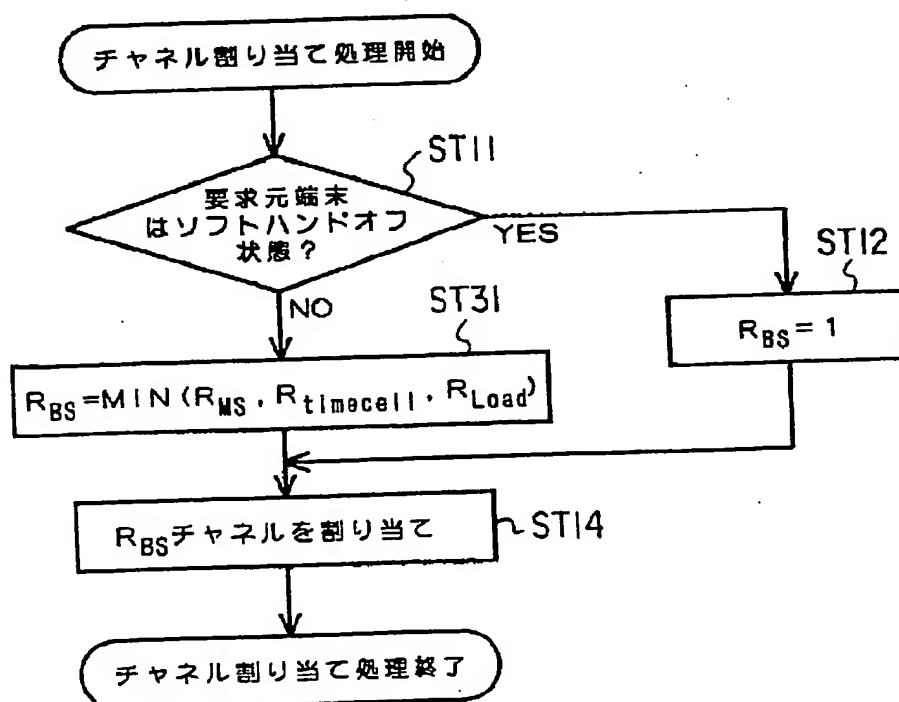 チャネル割り当て処理開始
ST11
要求元端末
はソフトハンドオフ
状態?
YES
NO
ST12
R_BS = 1
ST31
R_BS=MIN(R_MS, R_timecell, R_Load)
R_BSチャネルを割り当て
ST14
チャネル割り当て処理終了